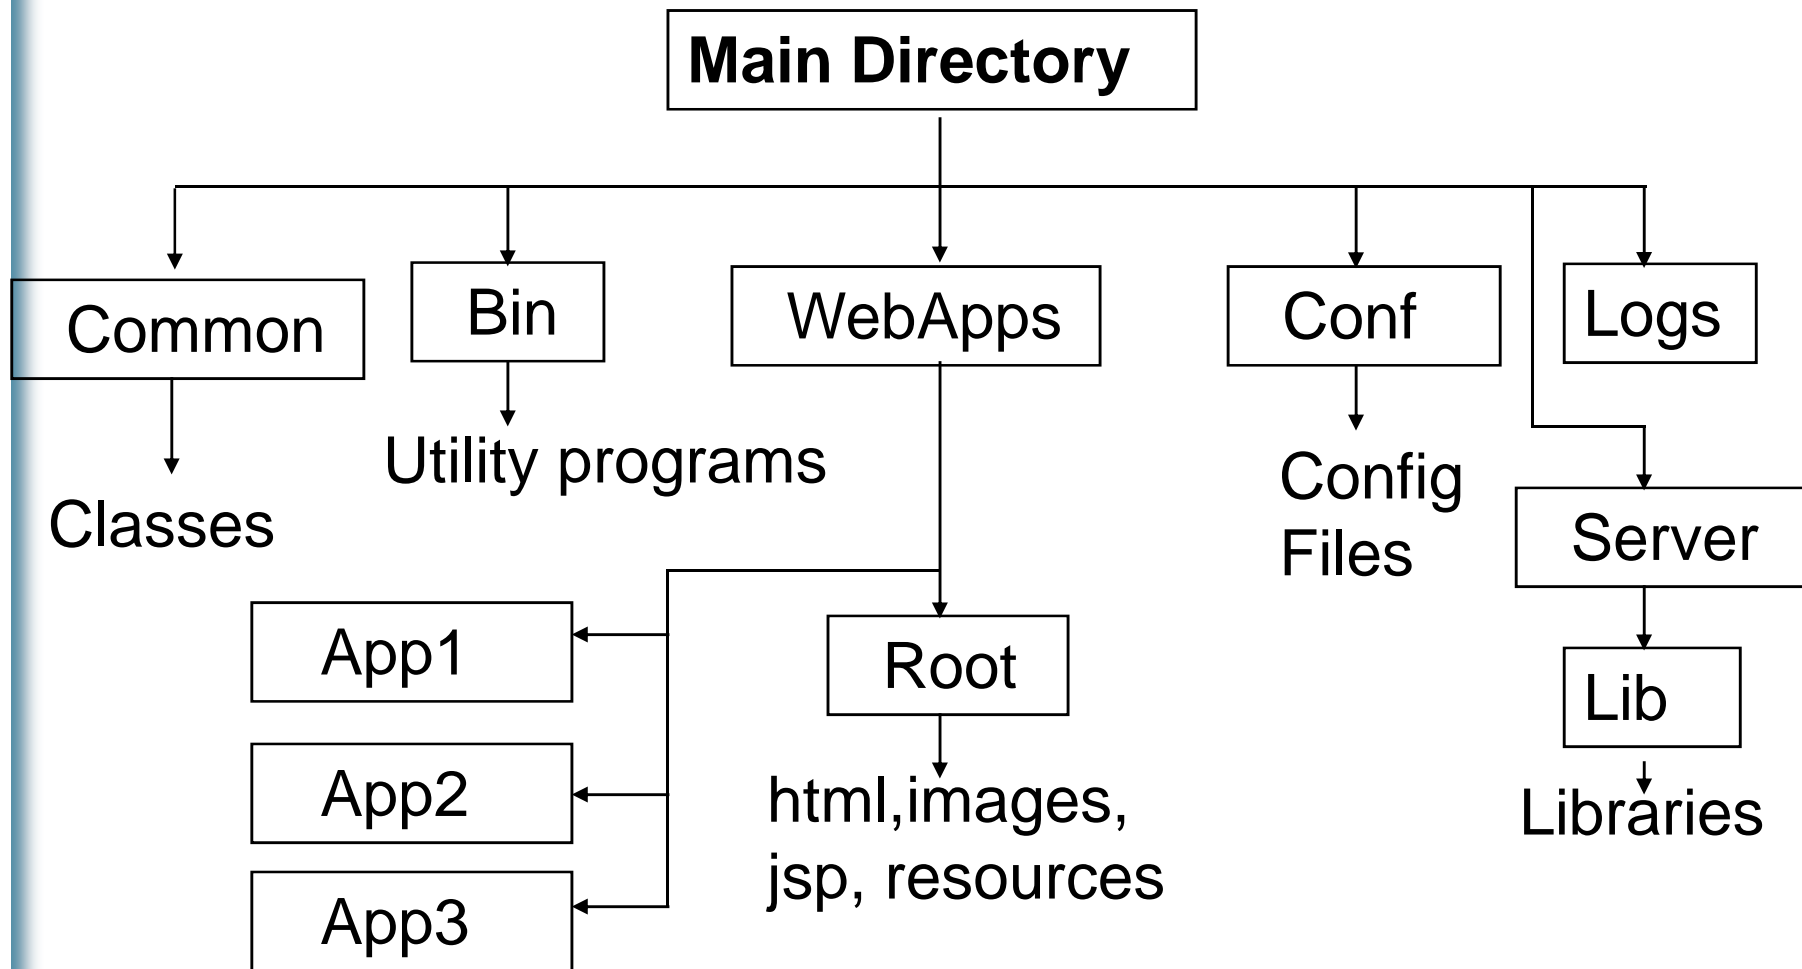 Main Directory
Common
Bin
WebApps
Conf
Logs
Utility programs
Classes
Config
Files
Server
App1
Root
Lib
App2
html,images,
jsp, resources
Libraries
App3